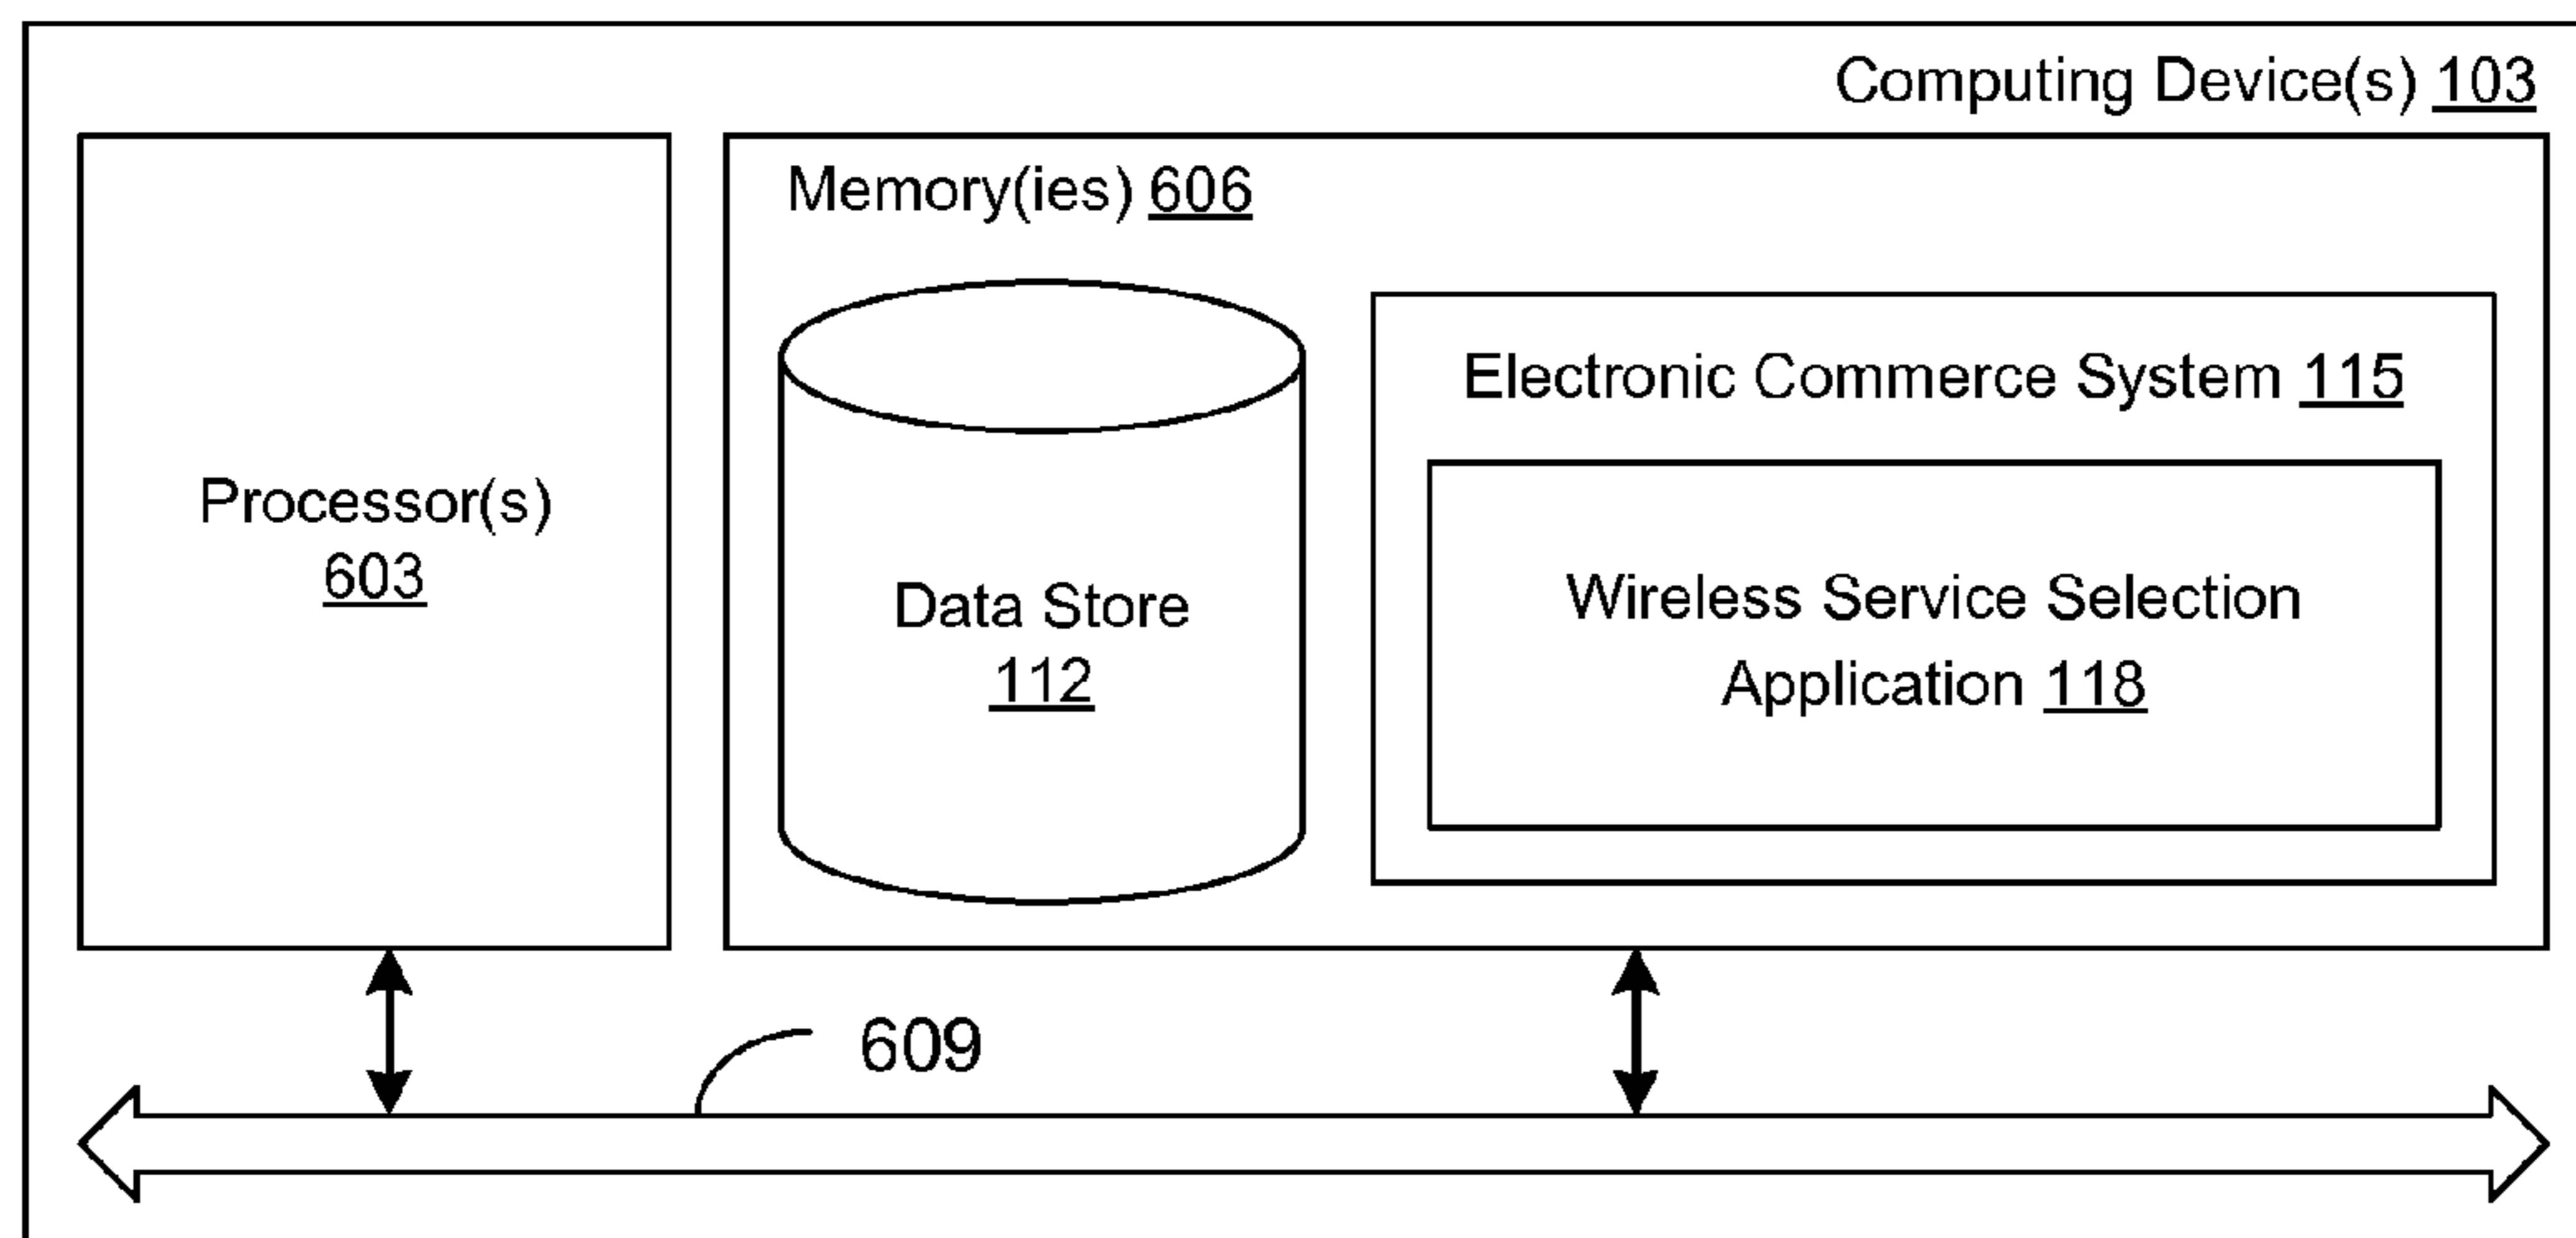 Computing Device(s) 103
Memory(ies) 606
Processor(s)
603
Data Store
112
Electronic Commerce System 115
Wireless Service Selection
Application 118
609